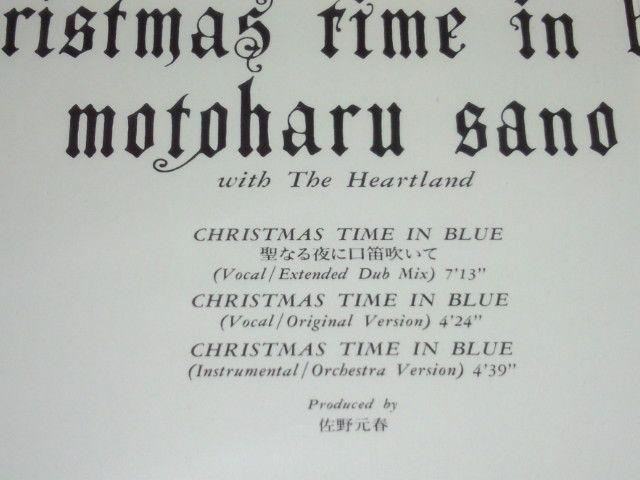 ristmas time in b
motoharu sano
with The Heartland
CHRISTMAS TIME IN BLUE
聖なる夜に口笛吹いて
(Vocal/Extended Dub Mix) 7'13"
CHRISTMAS TIME IN BLUE
(Vocal/Original Version) 4'24"
CHRISTMAS TIME IN BLUE
(Instrumental/Orchestra Version) 4'39"
Produced by
佐野元春